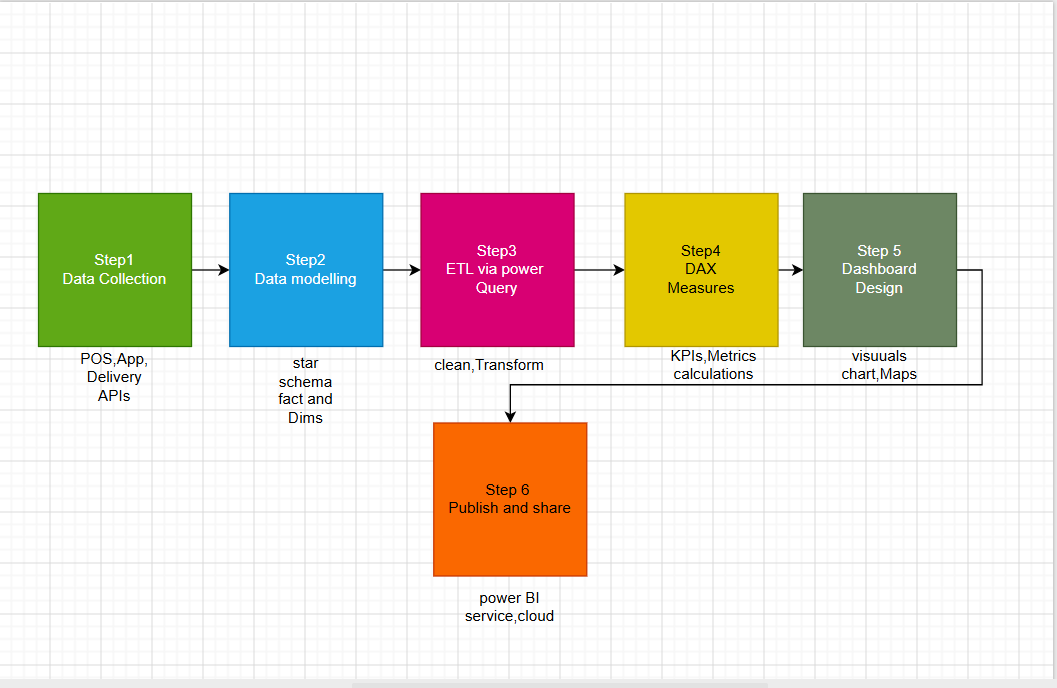 Step1
Data Collection
POS,App,
Delivery
APIs
Step2
Data modelling
star
schema
fact and
Dims
Step3
ETL via power
Query
clean,Transform
Step4
DAX
Measures
KPIs,Metrics
calculations
Step 5
Dashboard
Design
visuuals
chart,Maps
Step 6
Publish and share
power BI
service,cloud